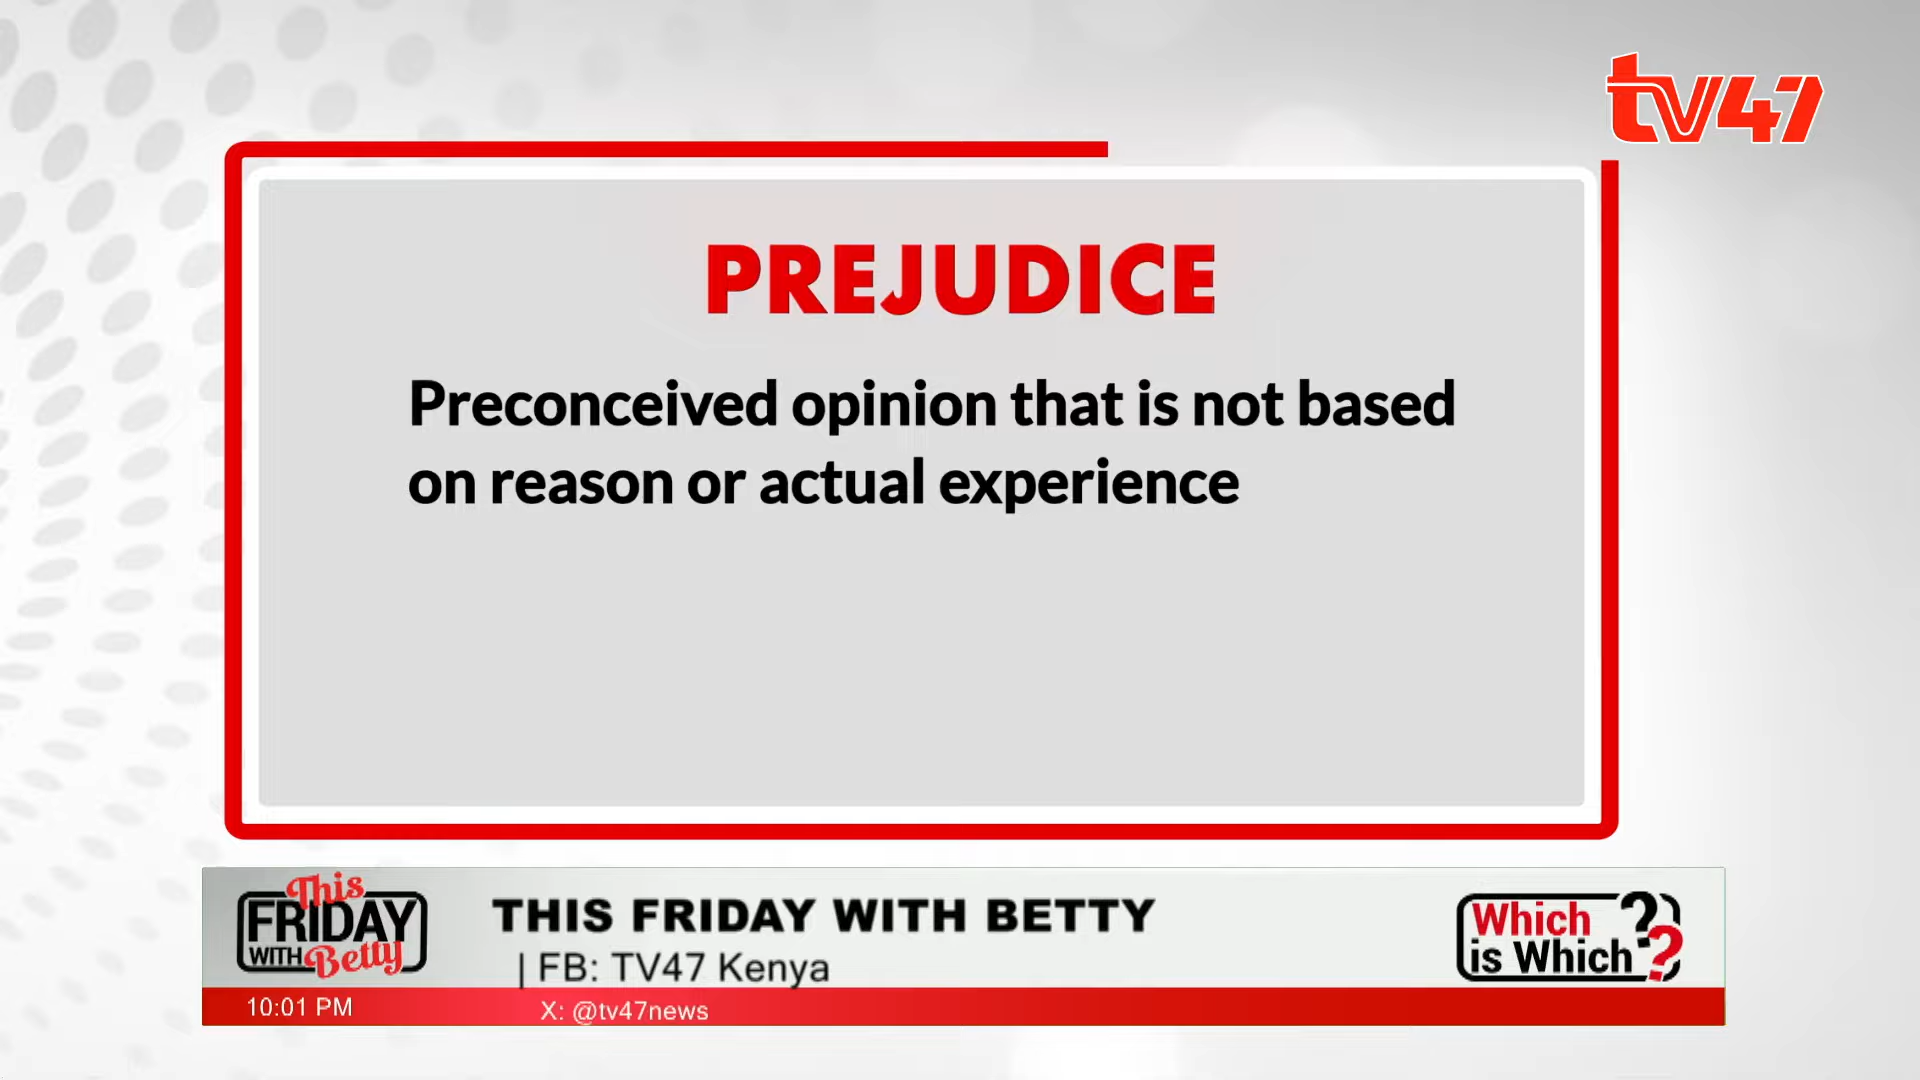 tv47
PREJUDICE
Preconceived opinion that is not based
on reason or actual experience
This
FRIDAY
WITH Betty
THIS FRIDAY WITH BETTY
| FB: TV47 Kenya
Which
is Which??
10:01 PM
X: @tv47news